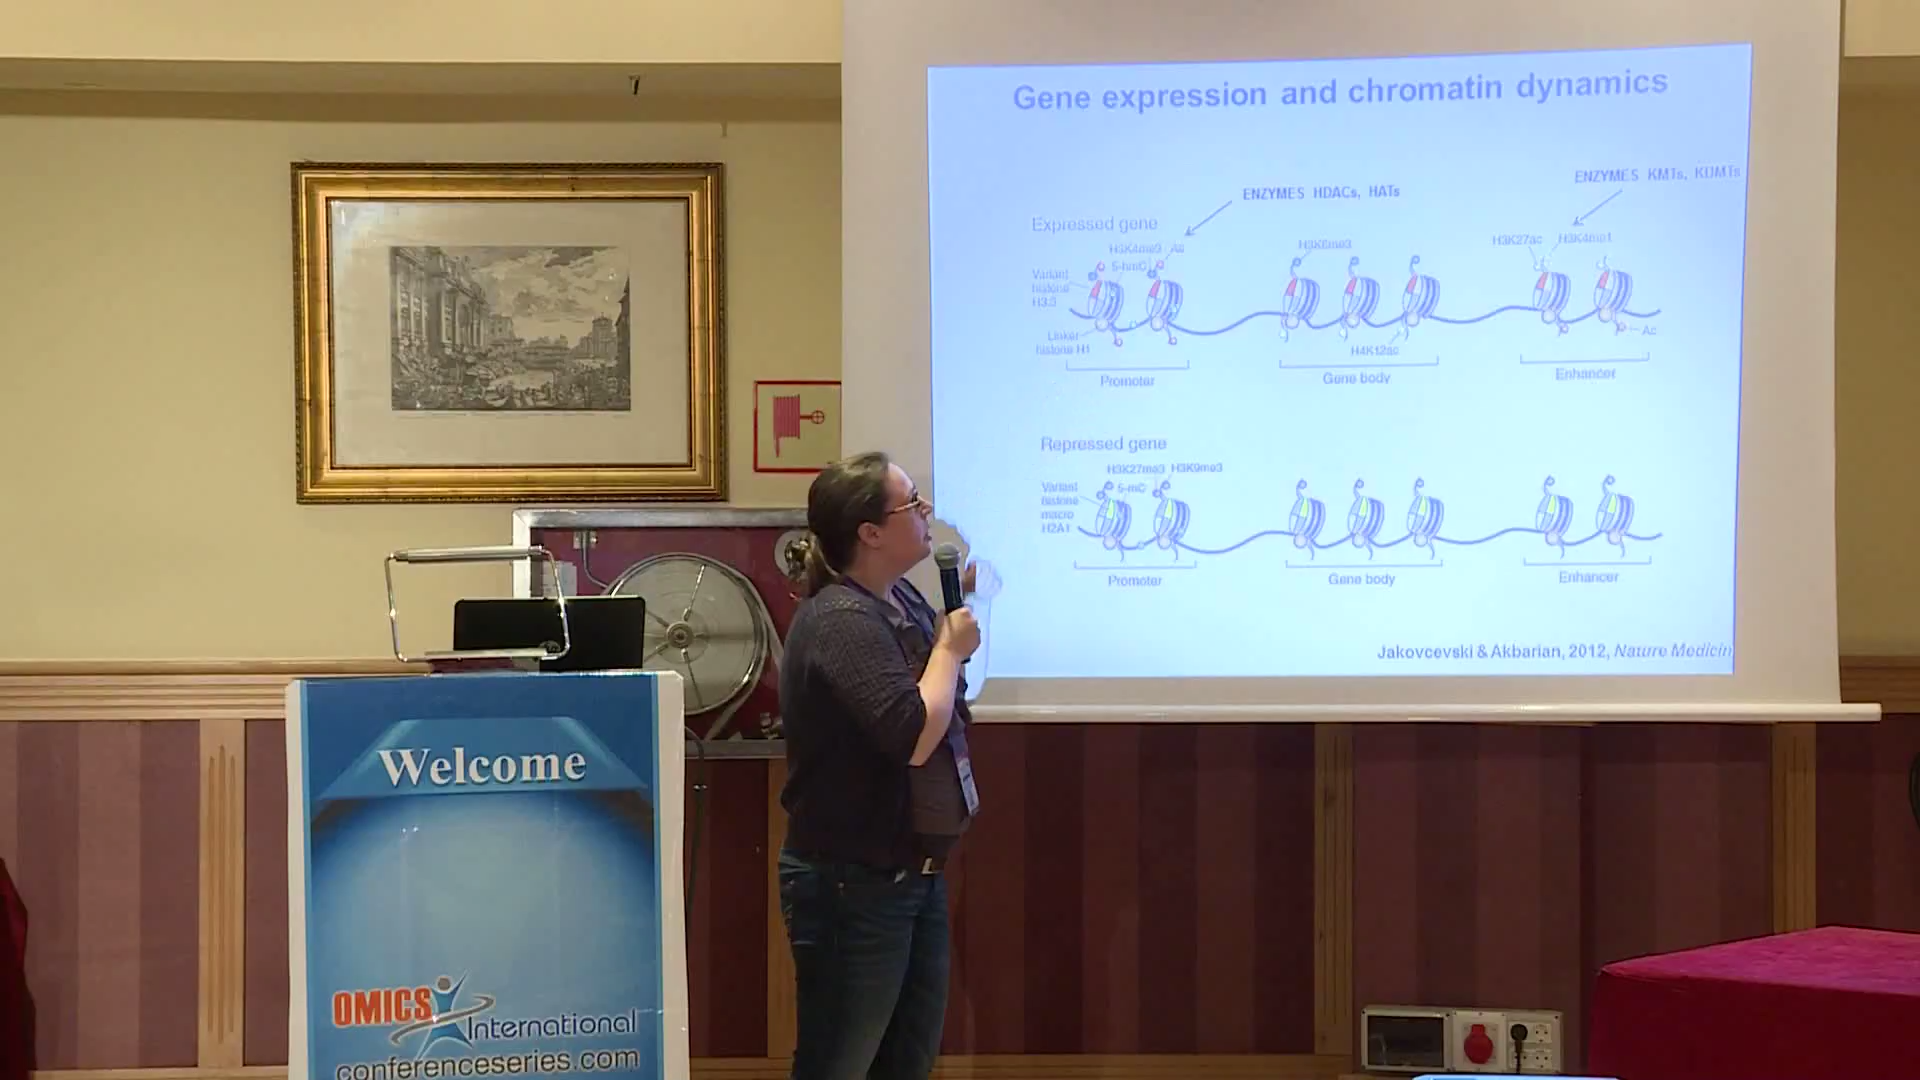 Gene expression and chromatin dynamics
ENZYMES HDACs, HATs
ENZYMES KMTs, KDMTs
Expressed gene
H3K4me3 Ac
5-hmC
Variant
histone
H3.3
Linker
histone H1
H4K12ac
H3K27ac
H3K4me1
Ac
Promoter
Gene body
Enhancer
Repressed gene
H3K27me3 H3K9me3
5-mC
Variant
histone
macro
H2A1
Promoter
Gene body
Enhancer
Jakovcevski & Akbarian, 2012, Nature Medicin
Welcome
OMICS
International
conferenceseries.com